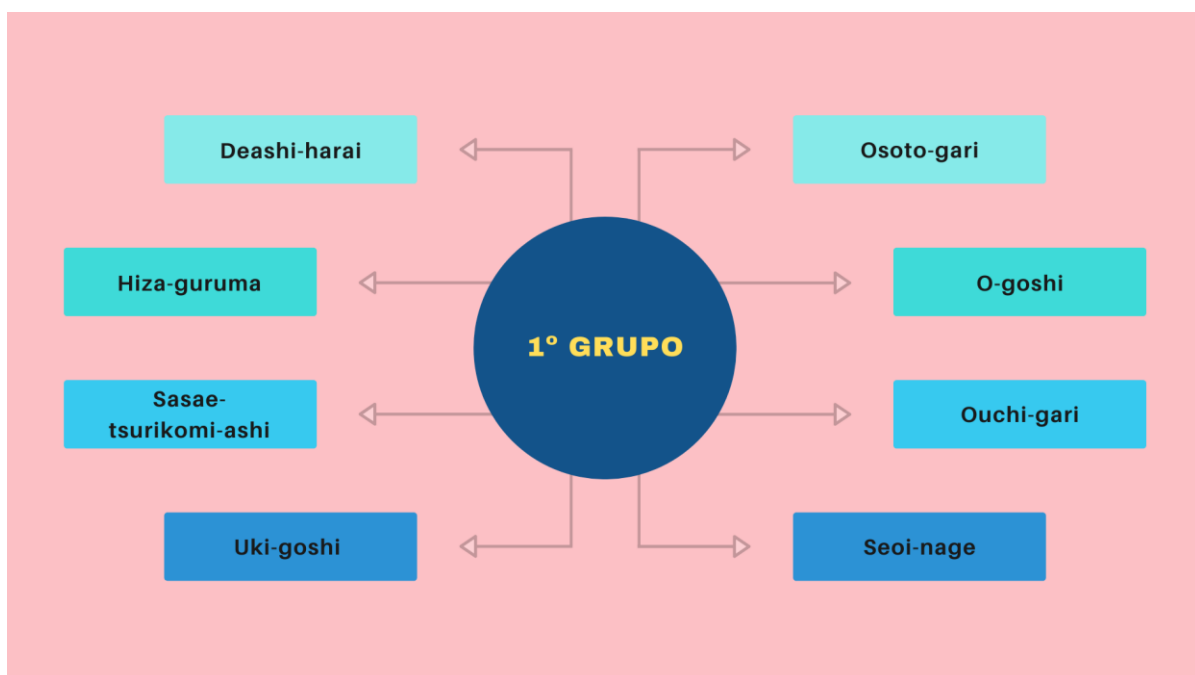 Deashi-harai
Osoto-gari
Hiza-guruma
O-goshi
1º GRUPO
Sasae-
tsurikomi-ashi
Ouchi-gari
Uki-goshi
Seoi-nage